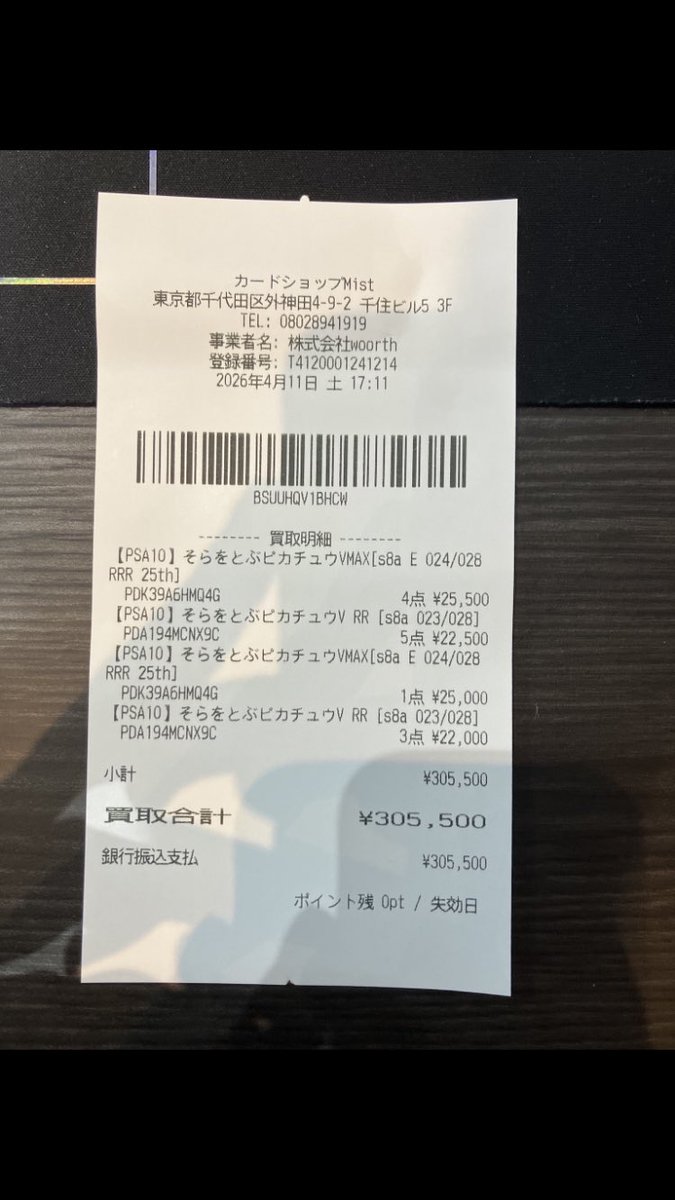 カードショップMist
東京都千代田区外神田4-9-2 千住ビル5 3F
TEL: 08028941919
事業者名: 株式会社woorth
登録番号: T4120001241214
2026年4月11日 土 17:11
BSUUHQV1BHCW
-------- 買取明細 --------
【PSA10】そらをとぶピカチュウVMAX[s8a E 024/028
RRR 25th]
PDK39A6HMQ4G 4点 ¥25,500
【PSA10】そらをとぶピカチュウV RR [s8a 023/028]
PDA194MCNX9C 5点 ¥22,500
【PSA10】そらをとぶピカチュウVMAX[s8a E 024/028
RRR 25th]
PDK39A6HMQ4G 1点 ¥25,000
【PSA10】そらをとぶピカチュウV RR [s8a 023/028]
PDA194MCNX9C 3点 ¥22,000
小計 ¥305,500
買取合計 ¥305,500
銀行振込支払 ¥305,500
ポイント残 0pt / 失効日